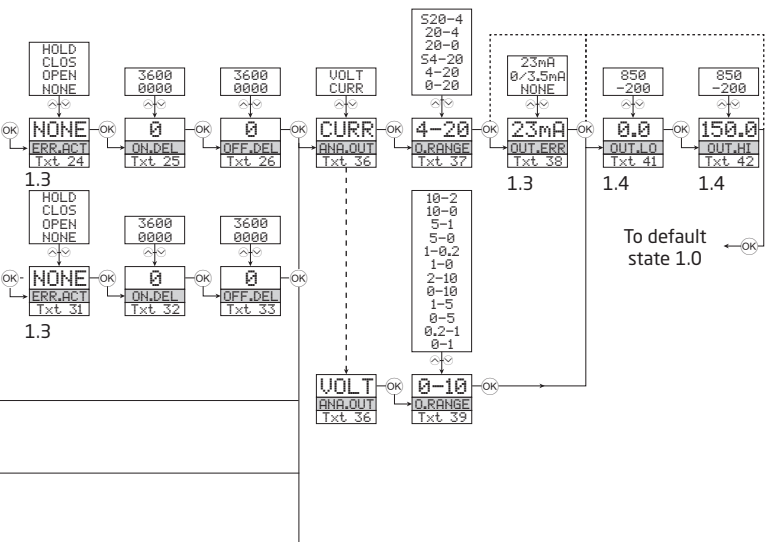 HOLD
CLOS
OPEN
NONE
OK
NONE
ERR.ACT
Txt 24
1.3
3600
0000
OK
0
ON.DEL
Txt 25
3600
0000
OK
0
OFF.DEL
Txt 26
OK
VOLT
CURR
CURR
ANA.OUT
Txt 36
OK
S20-4
20-4
20-0
S4-20
4-20
0-20
4-20
O.RANGE
Txt 37
OK
23mA
0/3.5mA
NONE
23mA
OUT.ERR
Txt 38
1.3
OK
850
-200
0.0
OUT.LO
Txt 41
1.4
OK
850
-200
150.0
OUT.HI
Txt 42
1.4
To default
state 1.0
OK
HOLD
CLOS
OPEN
NONE
OK
NONE
ERR.ACT
Txt 31
1.3
OK
3600
0000
0
ON.DEL
Txt 32
OK
3600
0000
0
OFF.DEL
Txt 33
OK
10-2
10-0
5-1
5-0
1-0.2
1-0
2-10
0-10
1-5
0-5
0.2-1
0-1
VOLT
ANA.OUT
Txt 36
OK
0-10
O.RANGE
Txt 39
OK